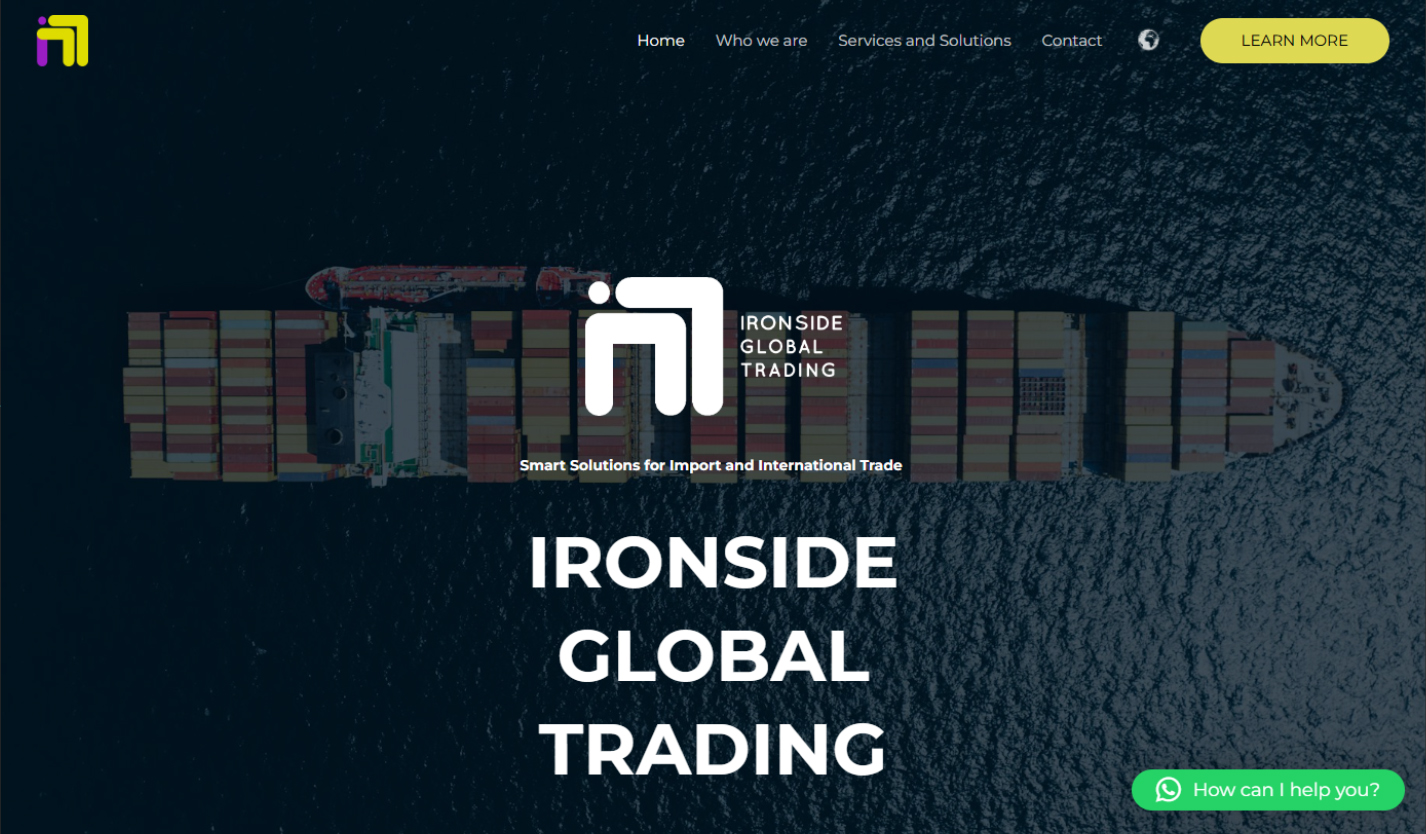 Home
Who we are
Services and Solutions
Contact
LEARN MORE
IRONSIDE
GLOBAL
TRADING
Smart Solutions for Import and International Trade
IRONSIDE
GLOBAL
TRADING
How can I help you?